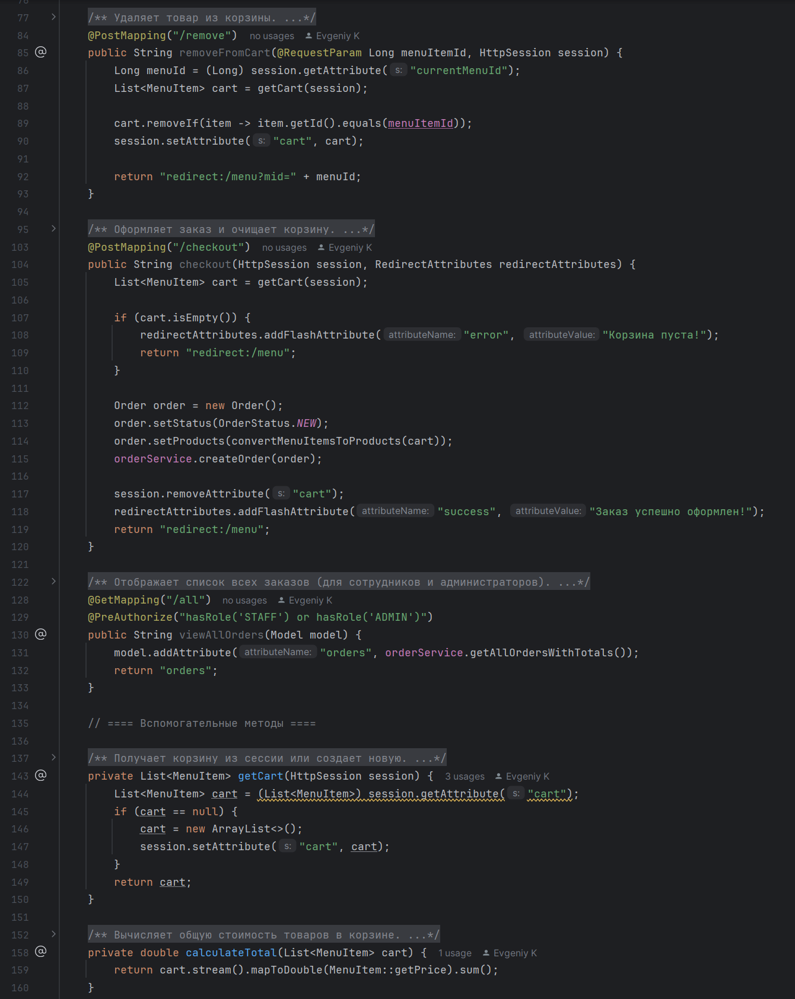 77 /** Удаляет товар из корзины. ...*/
84 @PostMapping("/remove") no usages Evgeniy K
85 public String removeFromCart(@RequestParam Long menuItemId, HttpSession session) {
86 Long menuId = (Long) session.getAttribute( s: "currentMenuId");
87 List<MenuItem> cart = getCart(session);
88
89 cart.removeIf(item -> item.getId().equals(menuItemId));
90 session.setAttribute( s: "cart", cart);
91
92 return "redirect:/menu?mid=" + menuId;
93 }
94
95 /** Оформляет заказ и очищает корзину. ...*/
103 @PostMapping("/checkout") no usages Evgeniy K
104 public String checkout(HttpSession session, RedirectAttributes redirectAttributes) {
105 List<MenuItem> cart = getCart(session);
106
107 if (cart.isEmpty()) {
108 redirectAttributes.addFlashAttribute( attributeName: "error", attributeValue: "Корзина пуста!");
109 return "redirect:/menu";
110 }
111
112 Order order = new Order();
113 order.setStatus(OrderStatus.NEW);
114 order.setProducts(convertMenuItemsToProducts(cart));
115 orderService.createOrder(order);
116
117 session.removeAttribute( s: "cart");
118 redirectAttributes.addFlashAttribute( attributeName: "success", attributeValue: "Заказ успешно оформлен!");
119 return "redirect:/menu";
120 }
121
122 /** Отображает список всех заказов (для сотрудников и администраторов). ...*/
128 @GetMapping("/all") no usages Evgeniy K
129 @PreAuthorize("hasRole('STAFF') or hasRole('ADMIN')")
130 public String viewAllOrders(Model model) {
131 model.addAttribute( attributeName: "orders", orderService.getAllOrdersWithTotals());
132 return "orders";
133 }
134
135 // ==== Вспомогательные методы ====
136
137 /** Получает корзину из сессии или создает новую. ...*/
143 private List<MenuItem> getCart(HttpSession session) { 3 usages Evgeniy K
144 List<MenuItem> cart = (List<MenuItem>) session.getAttribute( s: "cart");
145 if (cart == null) {
146 cart = new ArrayList<>();
147 session.setAttribute( s: "cart", cart);
148 }
149 return cart;
150 }
151
152 /** Вычисляет общую стоимость товаров в корзине. ...*/
158 private double calculateTotal(List<MenuItem> cart) { 1 usage Evgeniy K
159 return cart.stream().mapToDouble(MenuItem::getPrice).sum();
160 }